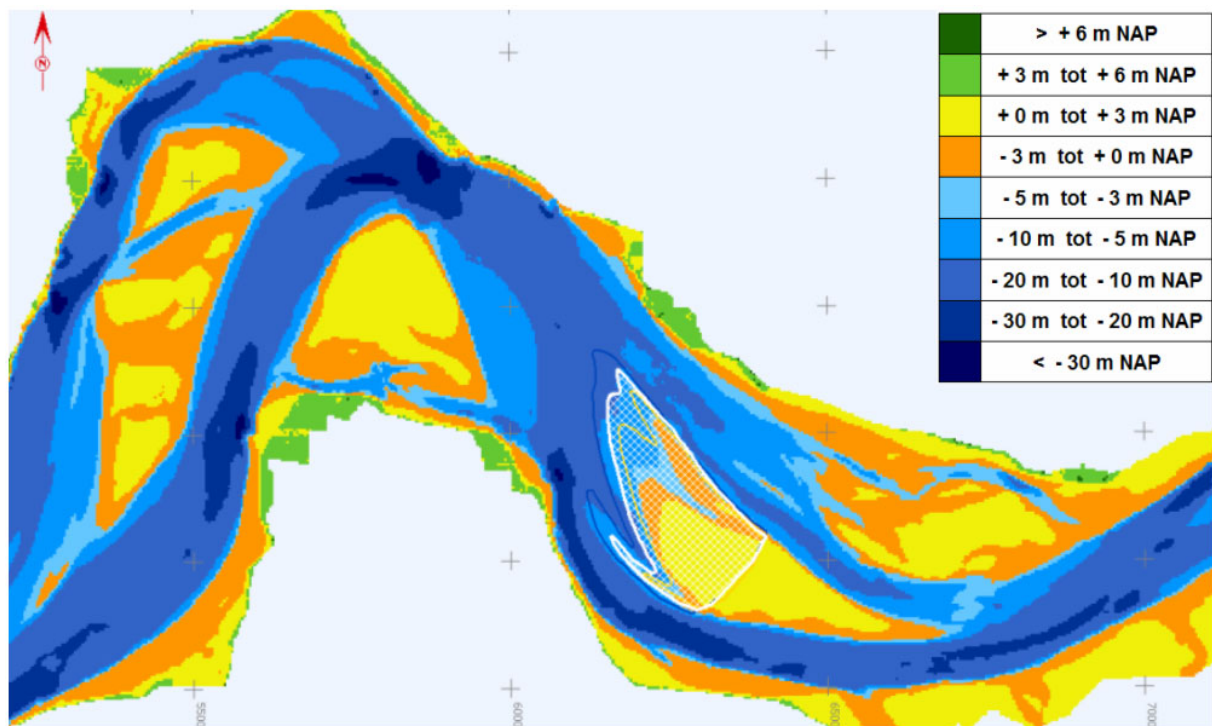 N
> + 6 m NAP
+ 3 m tot + 6 m NAP
+ 0 m tot + 3 m NAP
- 3 m tot + 0 m NAP
- 5 m tot - 3 m NAP
- 10 m tot - 5 m NAP
- 20 m tot - 10 m NAP
- 30 m tot - 20 m NAP
< - 30 m NAP